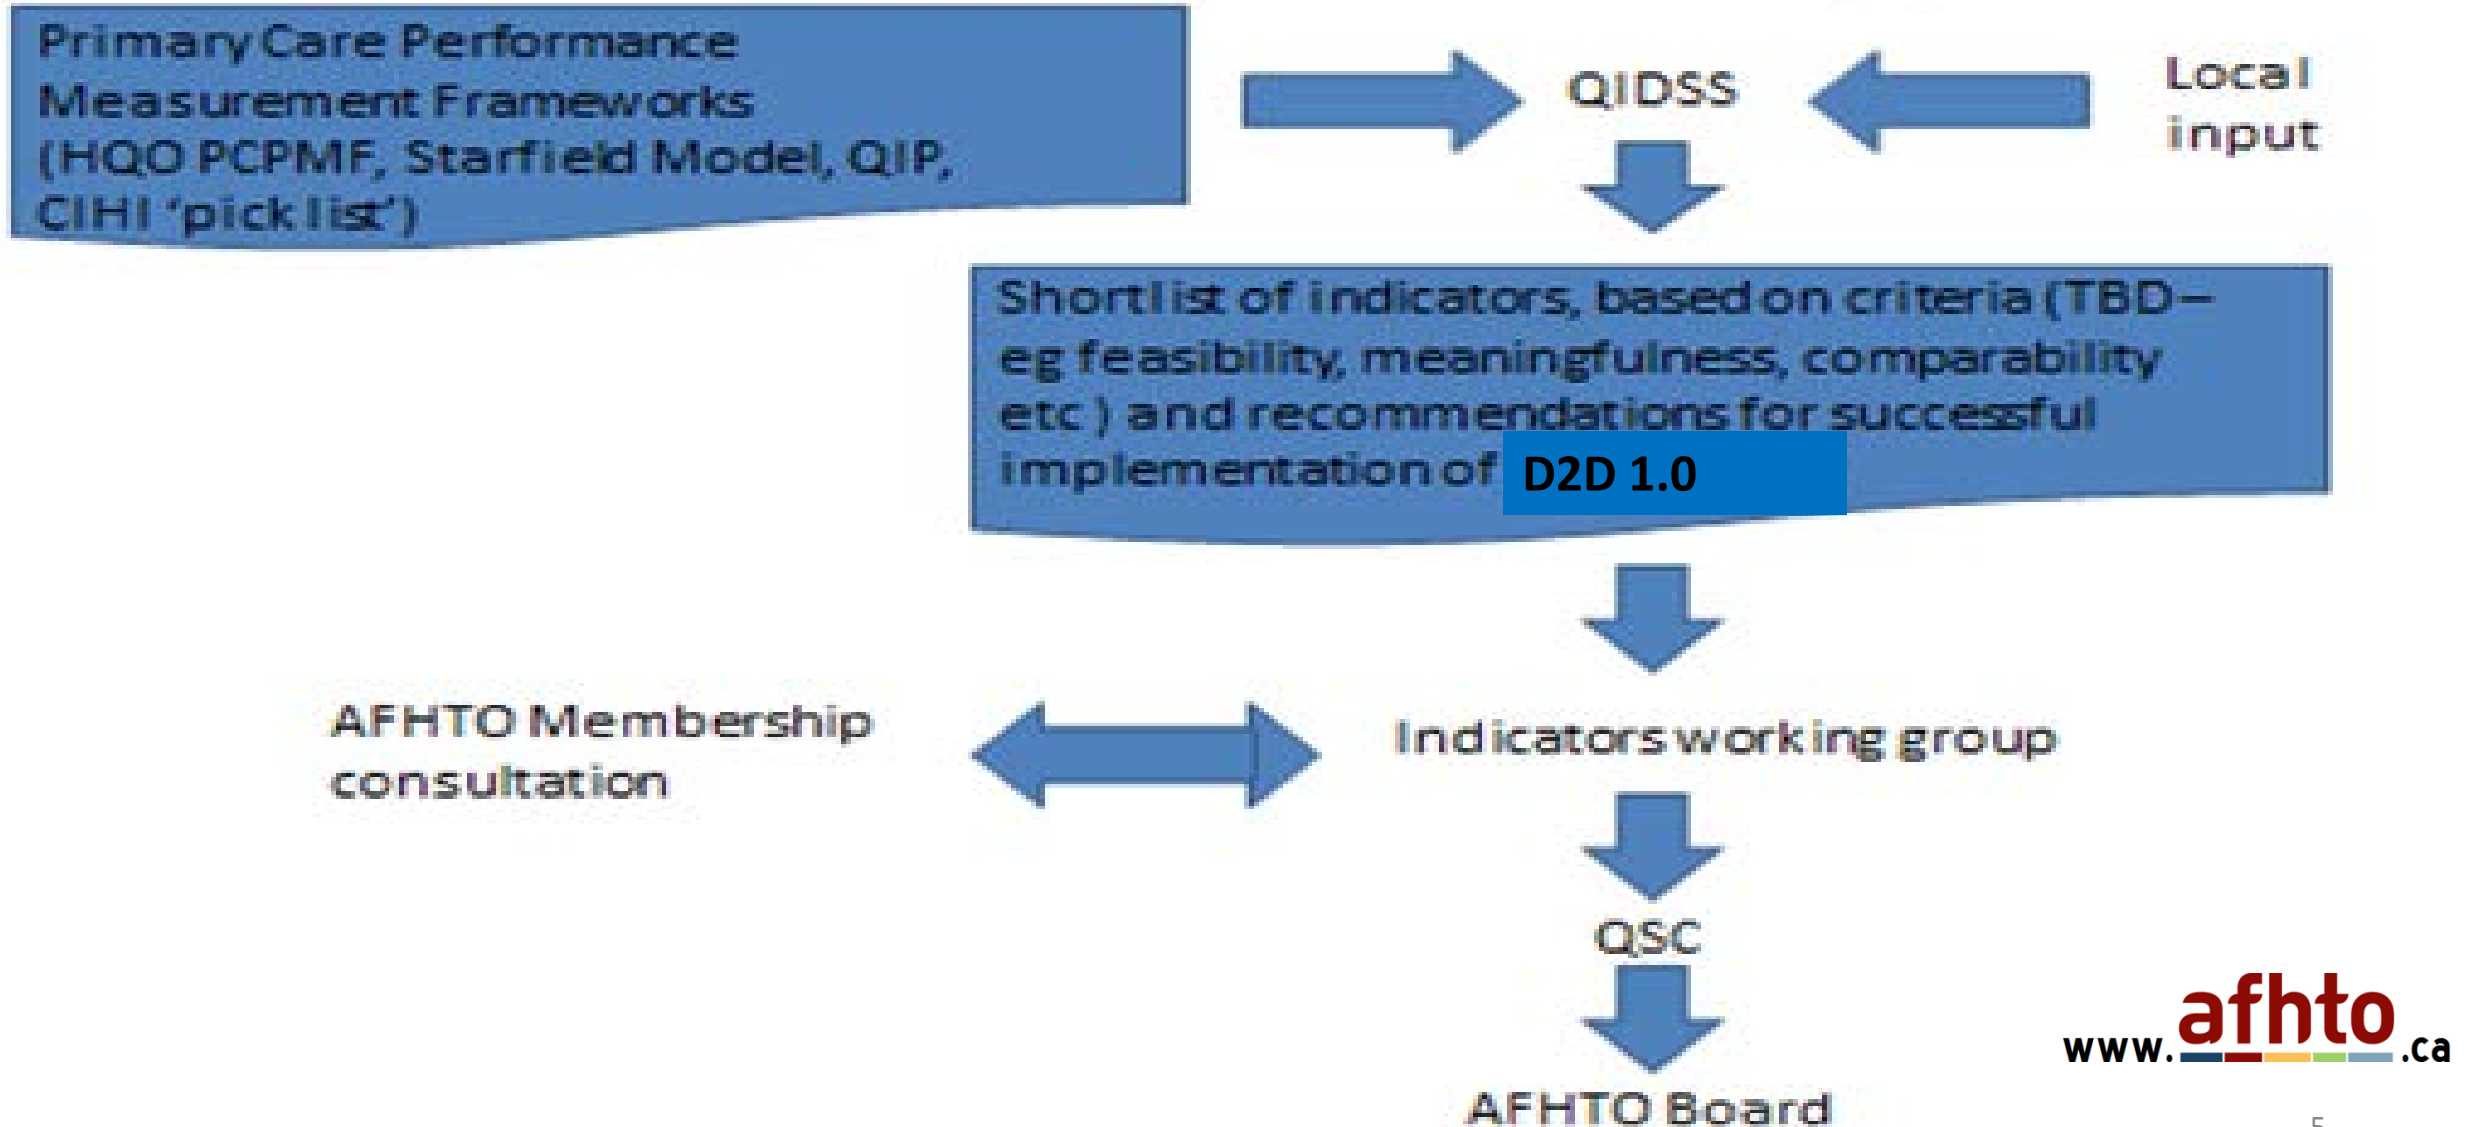 Primary Care Performance
Measurement Frameworks
(HQO PCPMF, Starfield Model, QIP,
CIHI ‘pick list’)
QIDSS
Local
input
Shortlist of indicators, based on criteria (TBD –
eg feasibility, meaningfulness, comparability
etc ) and recommendations for successful
implementation of D2D 1.0
AFHTO Membership
consultation
Indicators working group
QSC
AFHTO Board
www.afhto.ca
5